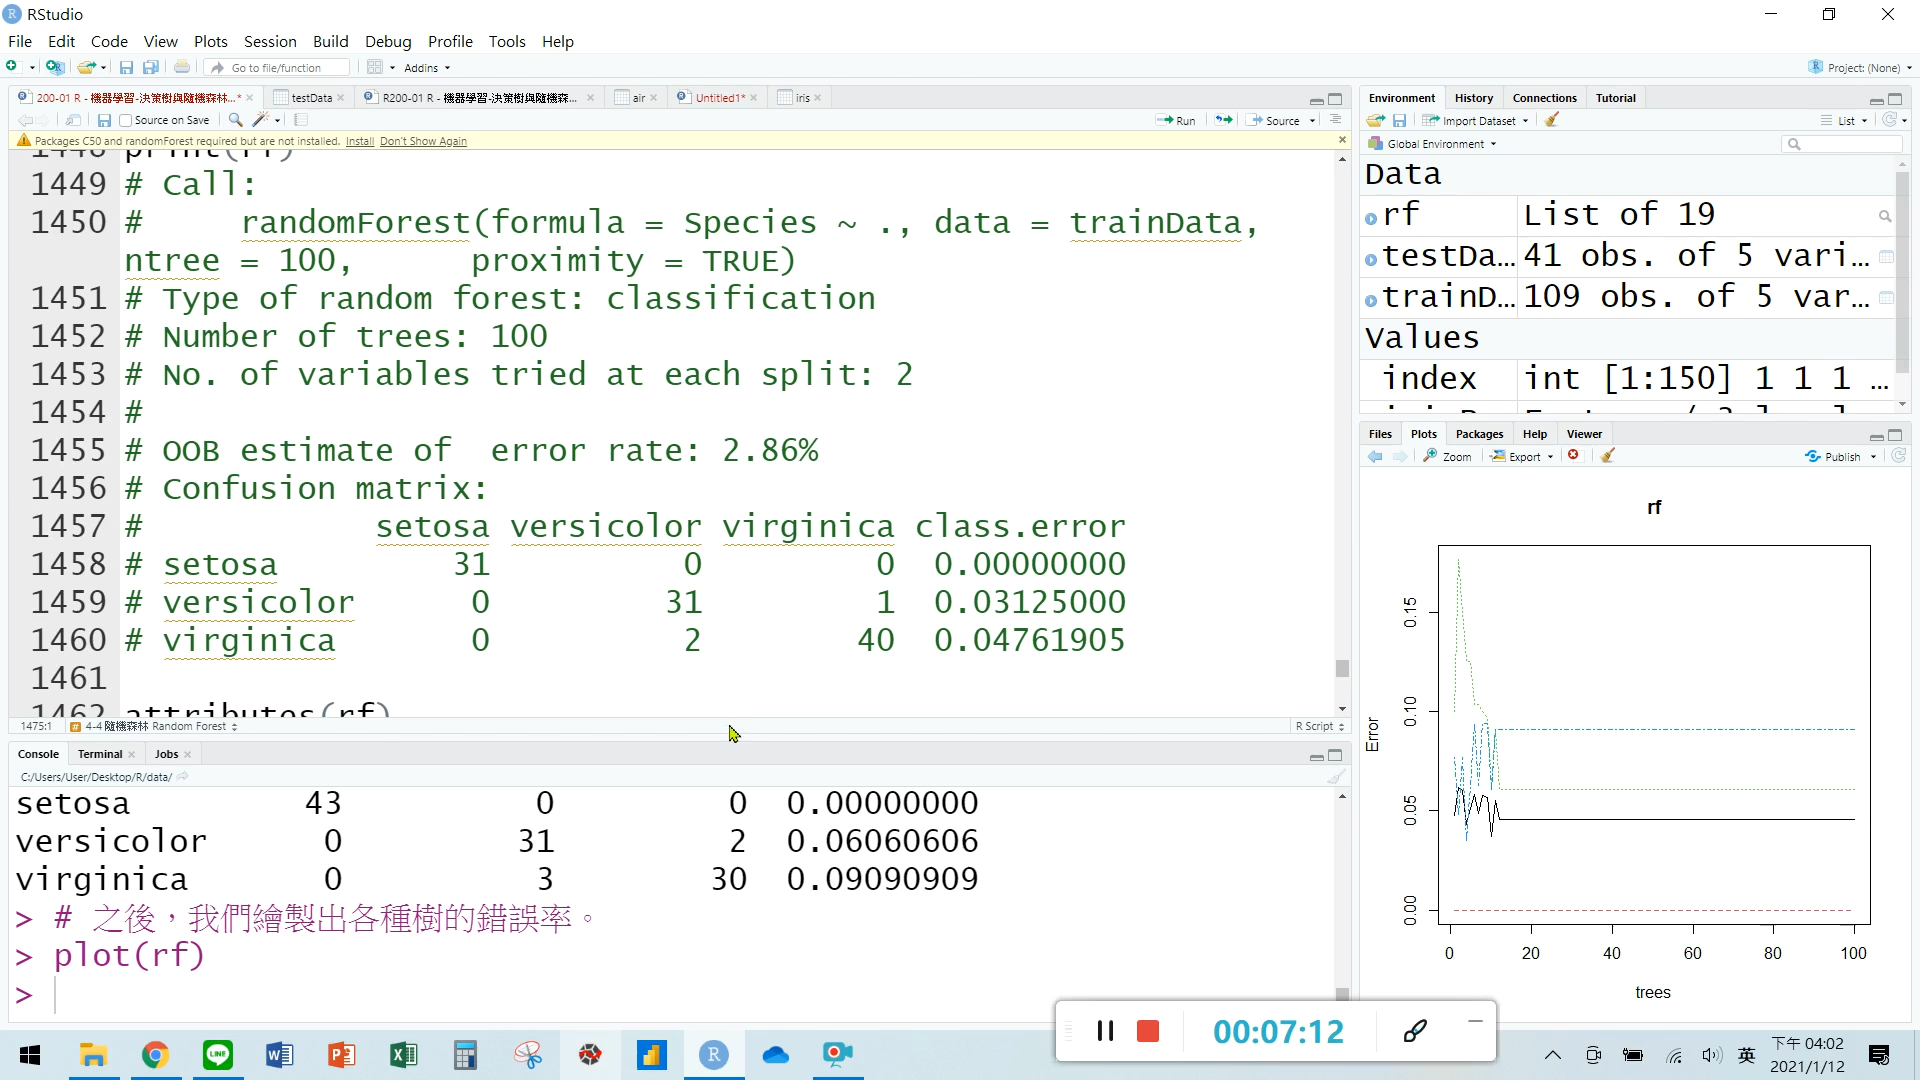 RStudio
File Edit Code View Plots Session Build Debug Profile Tools Help
Go to file/function Addins Project: (None)
200-01 R - 機器學習-決策樹與隨機森林...* testData R200-01 R - 機器學習-決策樹與隨機森... air Untitled1* iris
Source on Save Run Source
Packages C50 and randomForest required but are not installed. Install Don't Show Again
1448 print(rf)
1449 # Call:
1450 # randomForest(formula = Species ~ ., data = trainData,
ntree = 100, proximity = TRUE)
1451 # Type of random forest: classification
1452 # Number of trees: 100
1453 # No. of variables tried at each split: 2
1454 #
1455 # OOB estimate of error rate: 2.86%
1456 # Confusion matrix:
1457 # setosa versicolor virginica class.error
1458 # setosa 31 0 0 0.00000000
1459 # versicolor 0 31 1 0.03125000
1460 # virginica 0 2 40 0.04761905
1461
1462 attributes(rf)
1475:1 # 4-4 隨機森林 Random Forest R Script
Console Terminal Jobs
C:/Users/User/Desktop/R/data/
setosa 43 0 0 0.00000000
versicolor 0 31 2 0.06060606
virginica 0 3 30 0.09090909
> # 之後，我們繪製出各種樹的錯誤率。
> plot(rf)
>
Environment History Connections Tutorial
Import Dataset List
Global Environment
Data
rf List of 19
testDa... 41 obs. of 5 vari...
trainD... 109 obs. of 5 var...
Values
index int [1:150] 1 1 1 ...
Files Plots Packages Help Viewer
Zoom Export Publish
rf
Error
0.15
0.10
0.05
0.00
0 20 40 60 80 100
trees
00:07:12
LINE
英
下午 04:02
2021/1/12